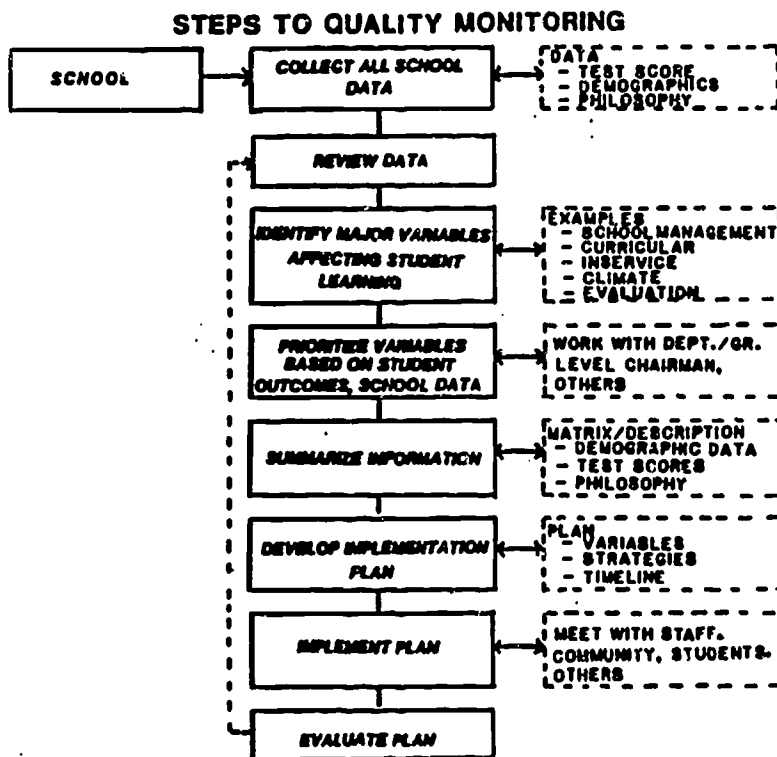 STEPS TO QUALITY MONITORING
SCHOOL
COLLECT ALL SCHOOL
DATA
DATA
- TEST SCORE
- DEMOGRAPHICS
- PHILOSOPHY
REVIEW DATA
IDENTIFY MAJOR VARIABLES
AFFECTING STUDENT
LEARNING
EXAMPLES
- SCHOOL MANAGEMENT
- CURRICULAR
- INSERVICE
- CLIMATE
- EVALUATION
PRIORITIZE VARIABLES
BASED ON STUDENT
OUTCOMES, SCHOOL DATA
WORK WITH DEPT./GR.
LEVEL CHAIRMAN,
OTHERS
SUMMARIZE INFORMATION
MATRIX/DESCRIPTION
- DEMOGRAPHIC DATA
- TEST SCORES
- PHILOSOPHY
DEVELOP IMPLEMENTATION
PLAN
PLAN
- VARIABLES
- STRATEGIES
- TIMELINE
IMPLEMENT PLAN
MEET WITH STAFF.
COMMUNITY, STUDENTS.
OTHERS
EVALUATE PLAN